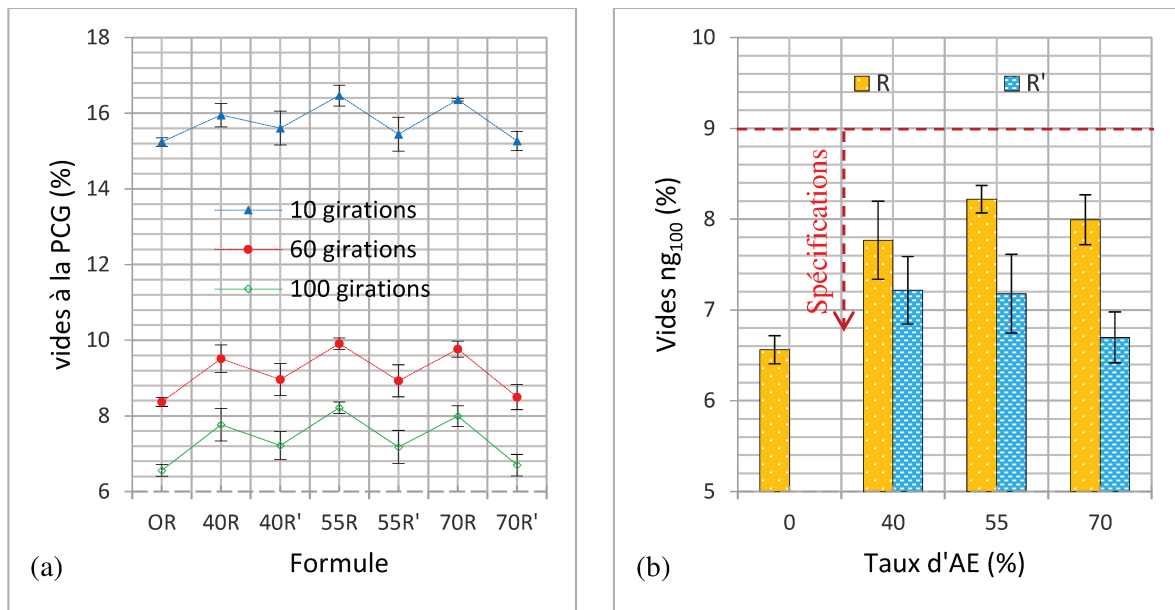 18
16
14
12
10
8
6
vides à la PCG (%)
10 girations
60 girations
100 girations
OR 40R 40R' 55R 55R' 70R 70R'
Formule
(a)
10
9
8
7
6
5
Vides ng100 (%)
R R'
Spécifications
0 40 55 70
Taux d'AE (%)
(b)